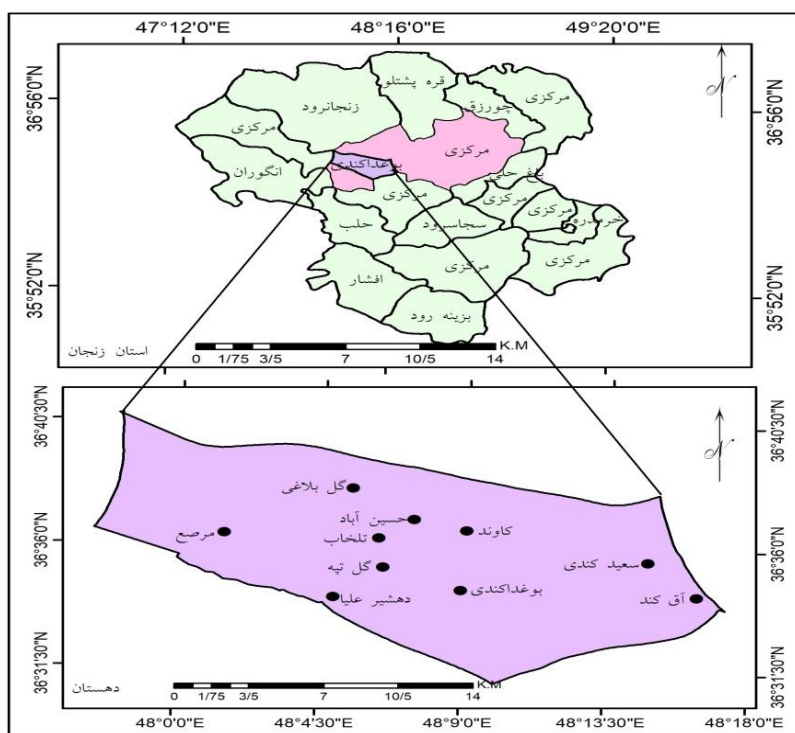 47°12'0"E 48°16'0"E 49°20'0"E
36°56'0"N
36°56'0"N
35°52'0"N
35°52'0"N
N
قره پشتلو
مرکزی
چورزق
زنجانرود
مرکزی
مرکزی
بوغداکندی
انگوران
باغ حلی
مرکزی
مرکزی
مرکزی
خرمدره
حلب
سجاسرود
مرکزی
مرکزی
افشار
بزینه رود
استان زنجان
K.M
0 1/75 3/5 7 10/5 14
36°40'30"N
36°40'30"N
36°36'0"N
36°36'0"N
36°31'30"N
36°31'30"N
N
گل بلاغی
حسین آباد
کاوند
مرصع
تلخاب
سعید کندی
گل تپه
بوغداکندی
دهشیر علیا
آق کند
دهستان
K.M
0 1/75 3/5 7 10/5 14
48°0'0"E 48°4'30"E 48°9'0"E 48°13'30"E 48°18'0"E